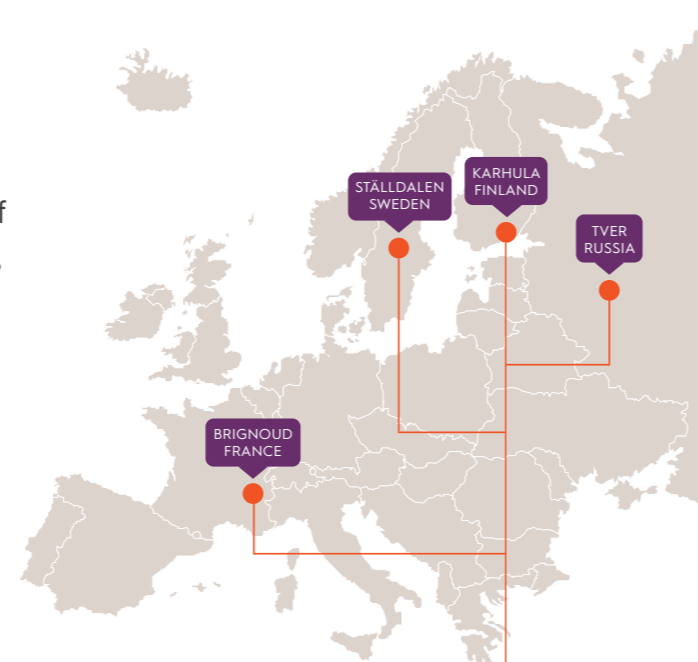 KARHULA
FINLAND
STÄLLDALEN
SWEDEN
f
TVER
RUSSIA
BRIGNOUD
FRANCE